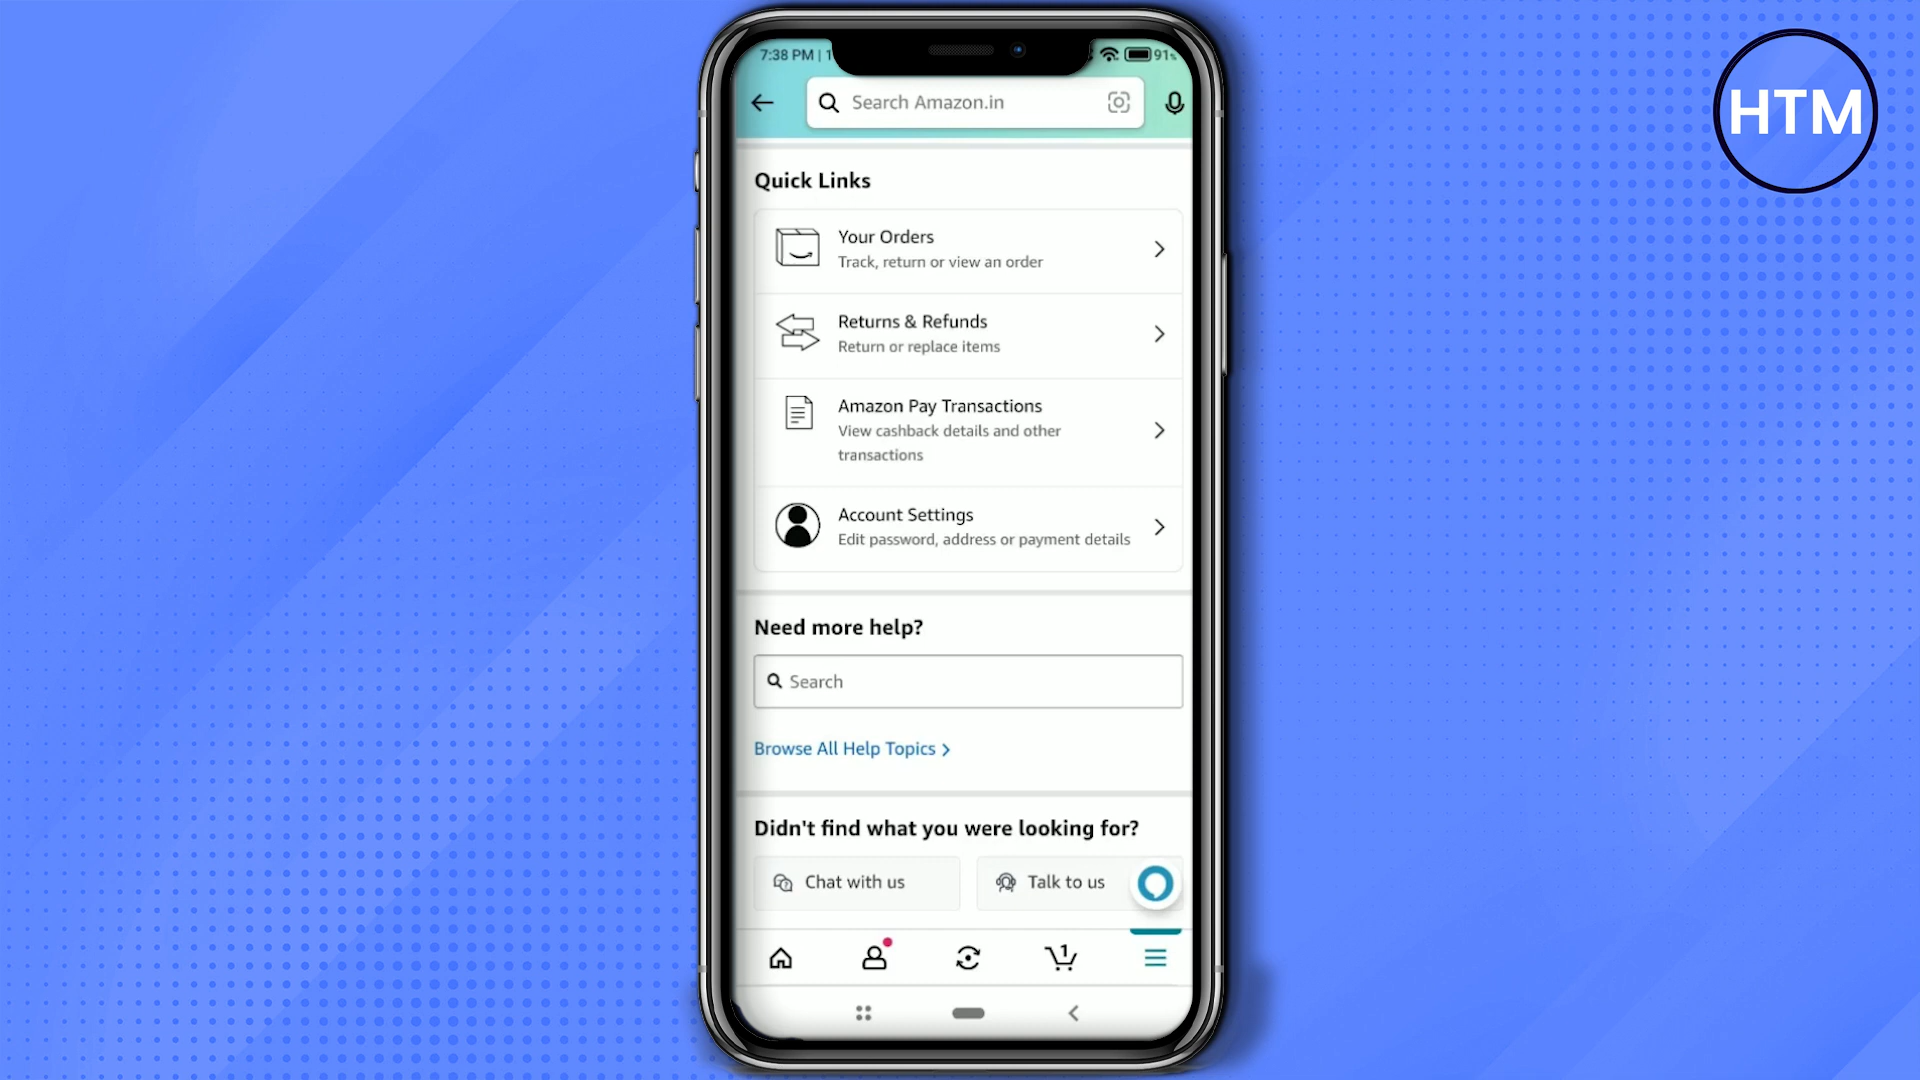 HTM
7:38 PM | 1
91%
Search Amazon.in
Quick Links
Your Orders
Track, return or view an order
Returns & Refunds
Return or replace items
Amazon Pay Transactions
View cashback details and other
transactions
Account Settings
Edit password, address or payment details
Need more help?
Search
Browse All Help Topics >
Didn't find what you were looking for?
Chat with us
Talk to us
1